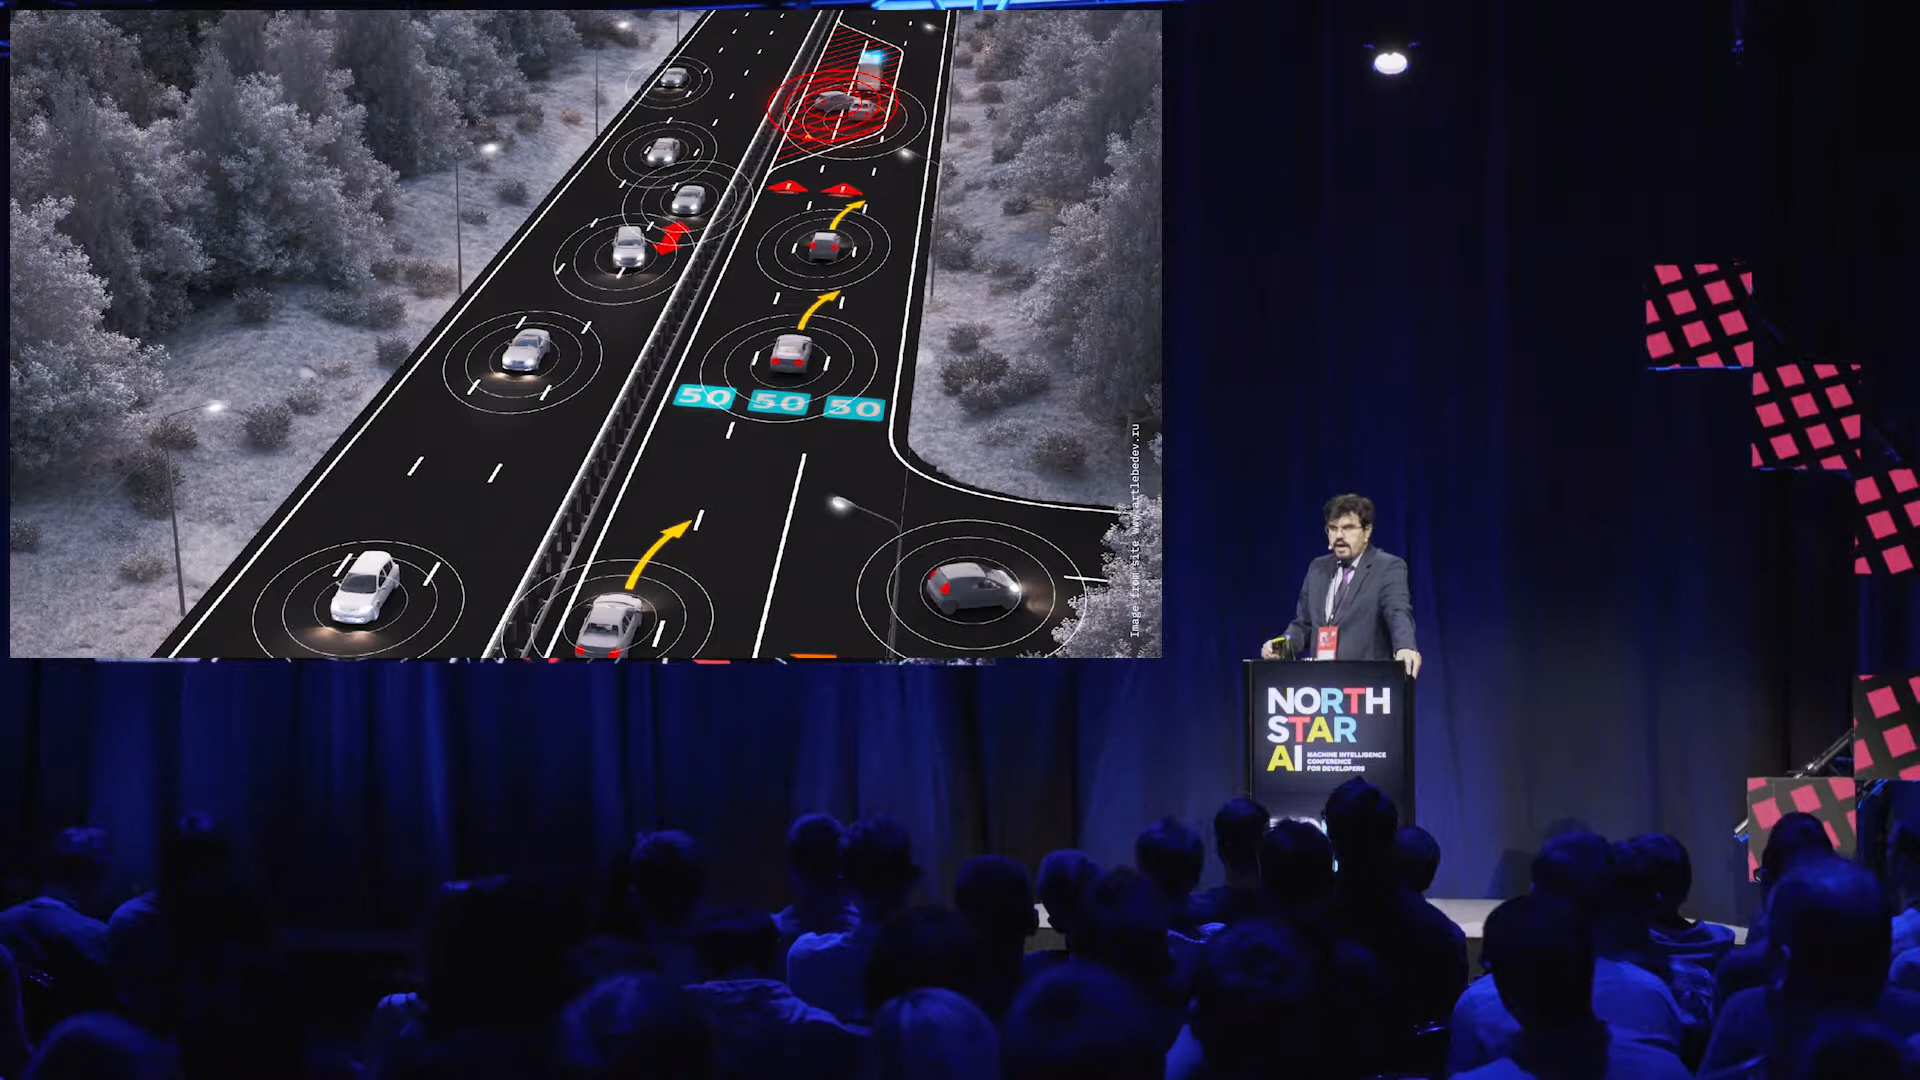 50 50 50
Image from site www.artlebedev.ru
NORTH
STAR
AI
MACHINE INTELLIGENCE
CONFERENCE
FOR DEVELOPERS